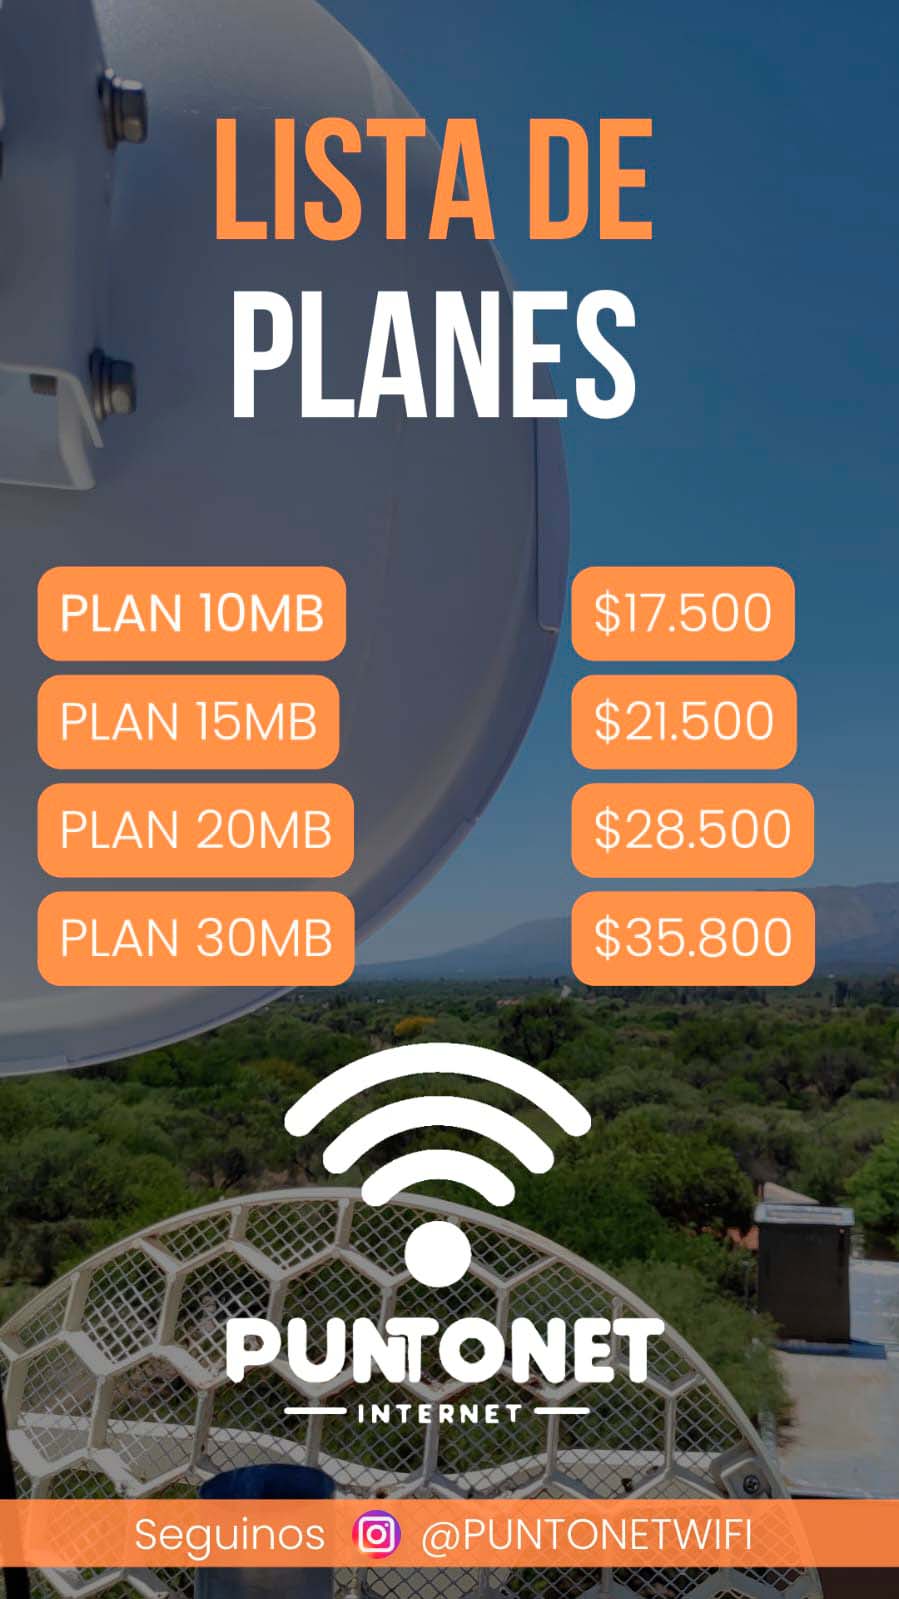 LISTA DE
PLANES
PLAN 10MB $17.500
PLAN 15MB $21.500
PLAN 20MB $28.500
PLAN 30MB $35.800
PUNTONET
INTERNET
Seguinos @PUNTONETWIFI